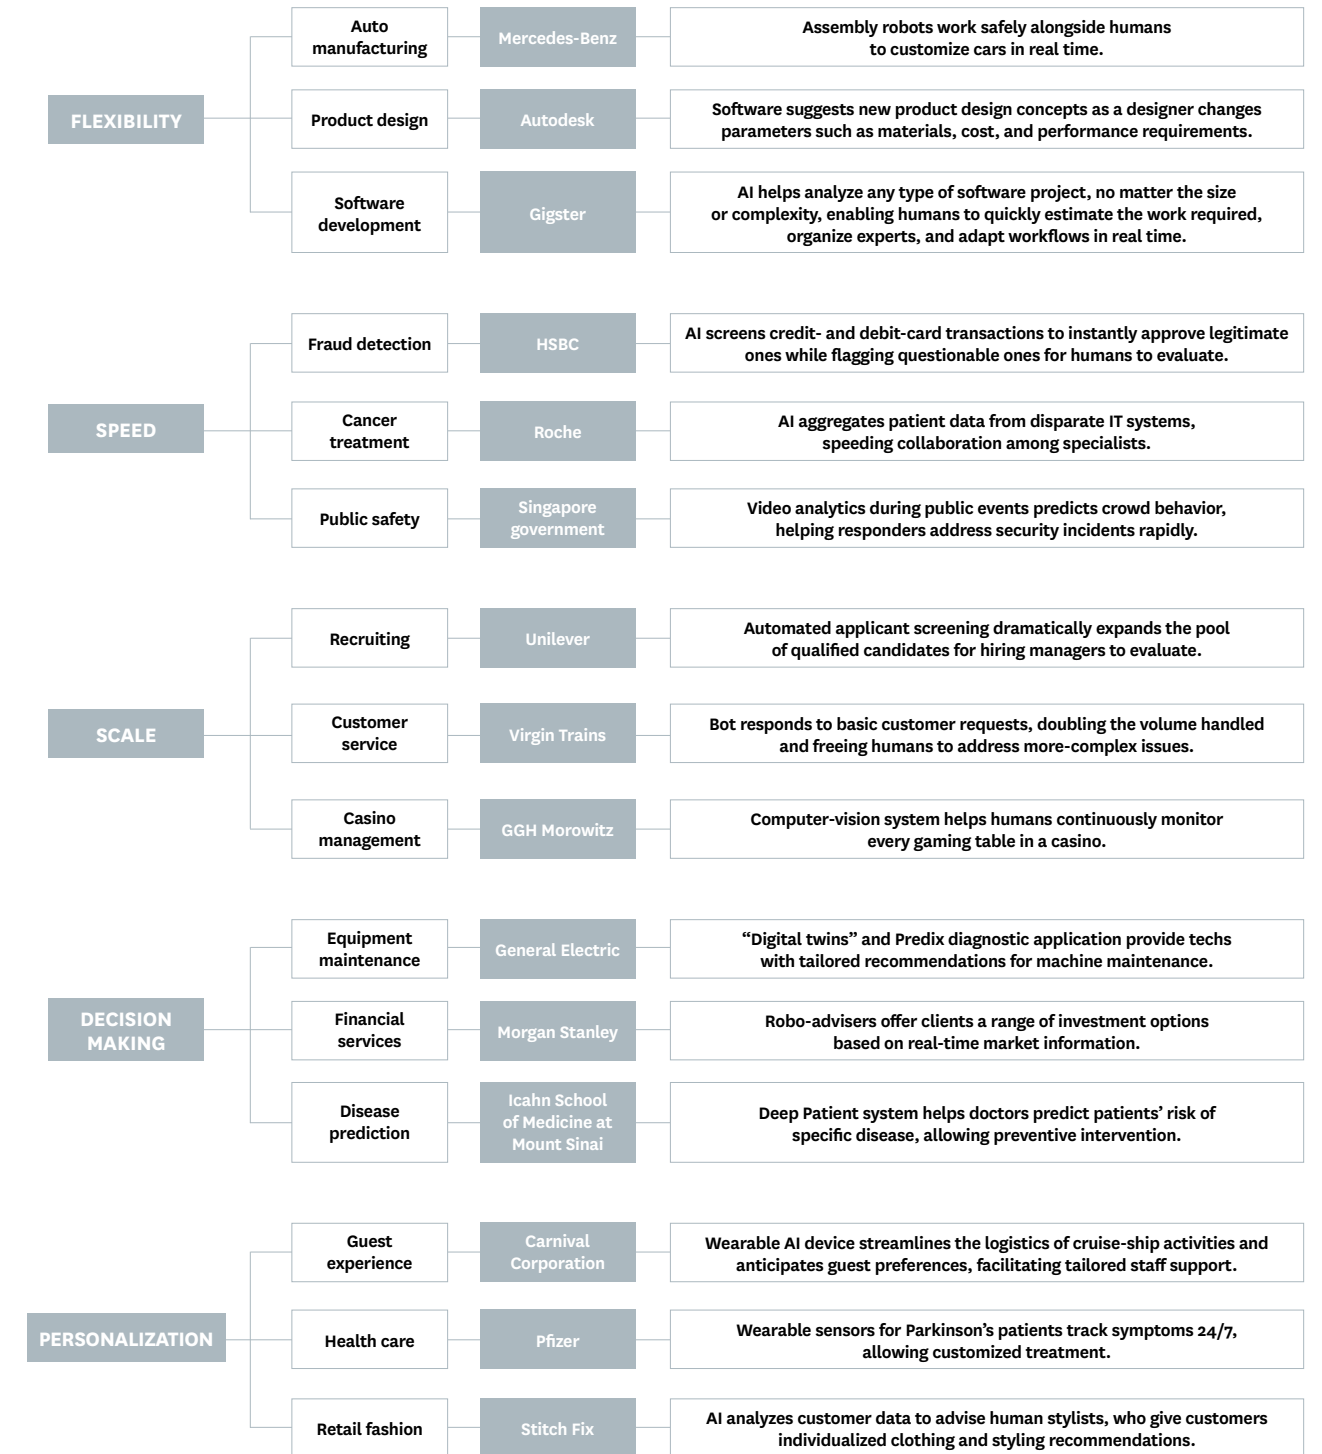 Auto
manufacturing
Mercedes-Benz
Assembly robots work safely alongside humans
to customize cars in real time.
FLEXIBILITY
Product design
Autodesk
Software suggests new product design concepts as a designer changes
parameters such as materials, cost, and performance requirements.
Software
development
Gigster
AI helps analyze any type of software project, no matter the size
or complexity, enabling humans to quickly estimate the work required,
organize experts, and adapt workflows in real time.
Fraud detection
HSBC
AI screens credit- and debit-card transactions to instantly approve legitimate
ones while flagging questionable ones for humans to evaluate.
SPEED
Cancer
treatment
Roche
AI aggregates patient data from disparate IT systems,
speeding collaboration among specialists.
Public safety
Singapore
government
Video analytics during public events predicts crowd behavior,
helping responders address security incidents rapidly.
Recruiting
Unilever
Automated applicant screening dramatically expands the pool
of qualified candidates for hiring managers to evaluate.
SCALE
Customer
service
Virgin Trains
Bot responds to basic customer requests, doubling the volume handled
and freeing humans to address more-complex issues.
Casino
management
GGH Morowitz
Computer-vision system helps humans continuously monitor
every gaming table in a casino.
Equipment
maintenance
General Electric
“Digital twins” and Predix diagnostic application provide techs
with tailored recommendations for machine maintenance.
DECISION
MAKING
Financial
services
Morgan Stanley
Robo-advisers offer clients a range of investment options
based on real-time market information.
Disease
prediction
Icahn School
of Medicine at
Mount Sinai
Deep Patient system helps doctors predict patients’ risk of
specific disease, allowing preventive intervention.
Guest
experience
Carnival
Corporation
Wearable AI device streamlines the logistics of cruise-ship activities and
anticipates guest preferences, facilitating tailored staff support.
PERSONALIZATION
Health care
Pfizer
Wearable sensors for Parkinson’s patients track symptoms 24/7,
allowing customized treatment.
Retail fashion
Stitch Fix
AI analyzes customer data to advise human stylists, who give customers
individualized clothing and styling recommendations.